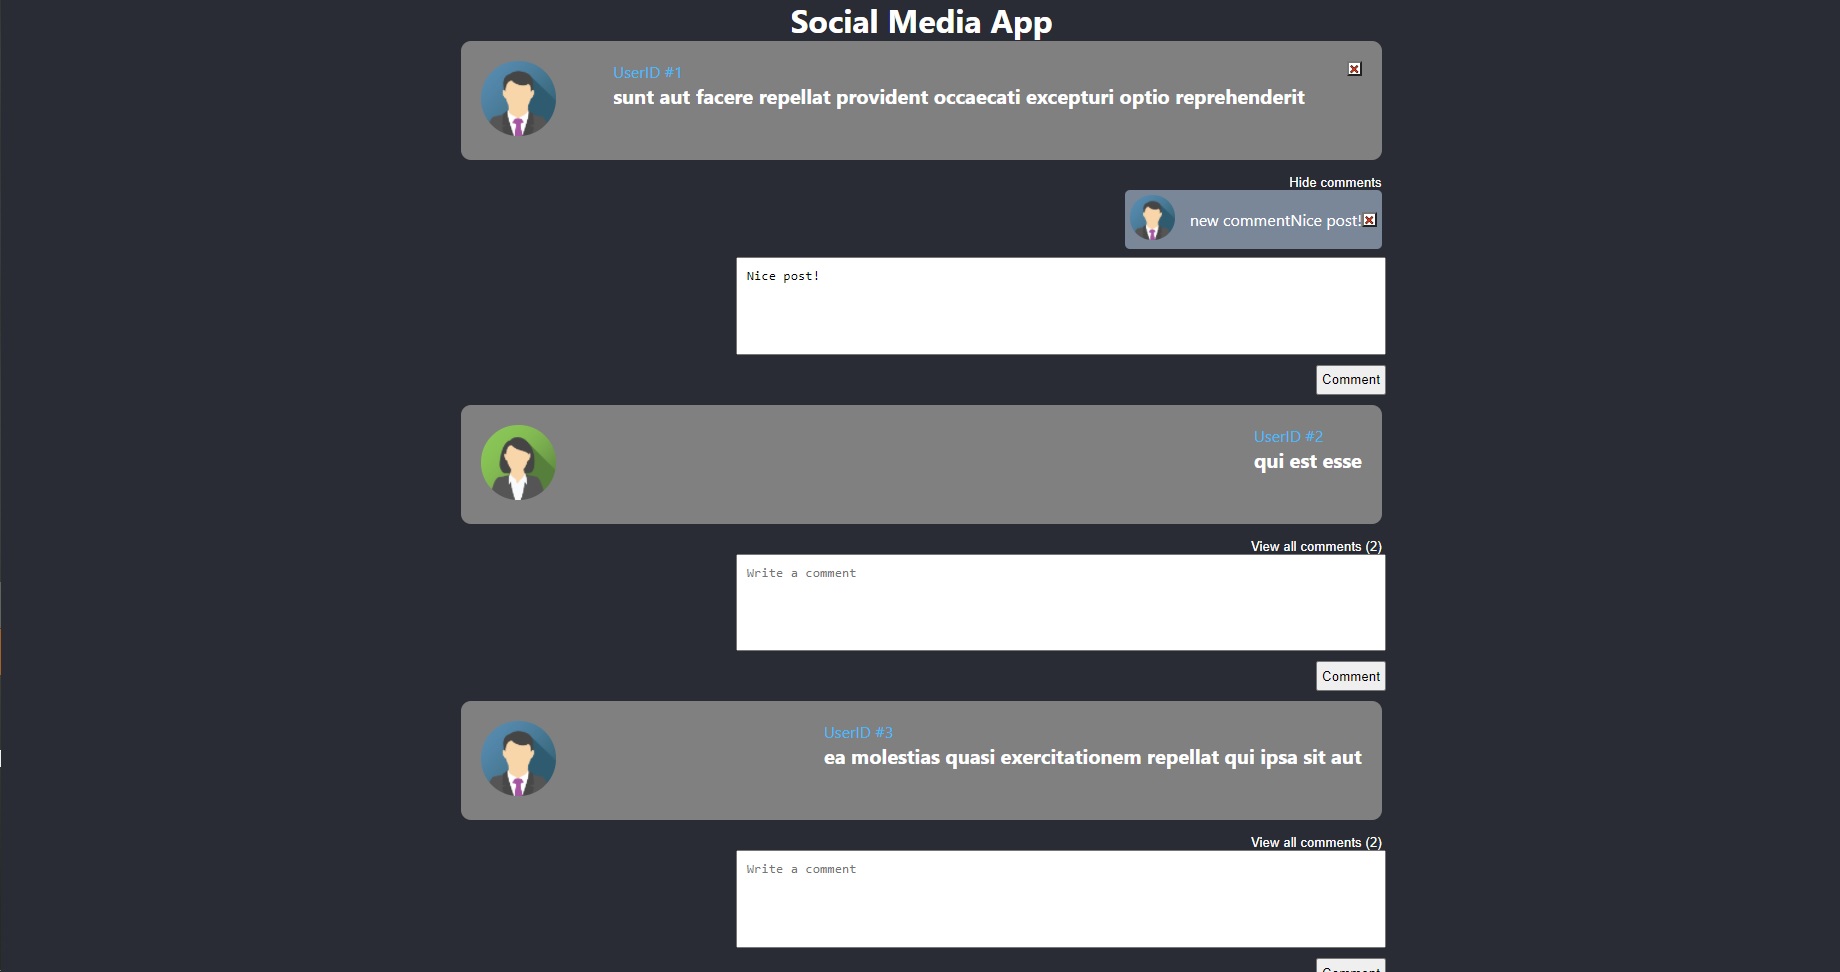 Social Media App
UserID #1
sunt aut facere repellat provident occaecati excepturi optio reprehenderit
Hide comments
new commentNice post!
Nice post!
Comment
UserID #2
qui est esse
View all comments (2)
Write a comment
Comment
UserID #3
ea molestias quasi exercitationem repellat qui ipsa sit aut
View all comments (2)
Write a comment
Comment